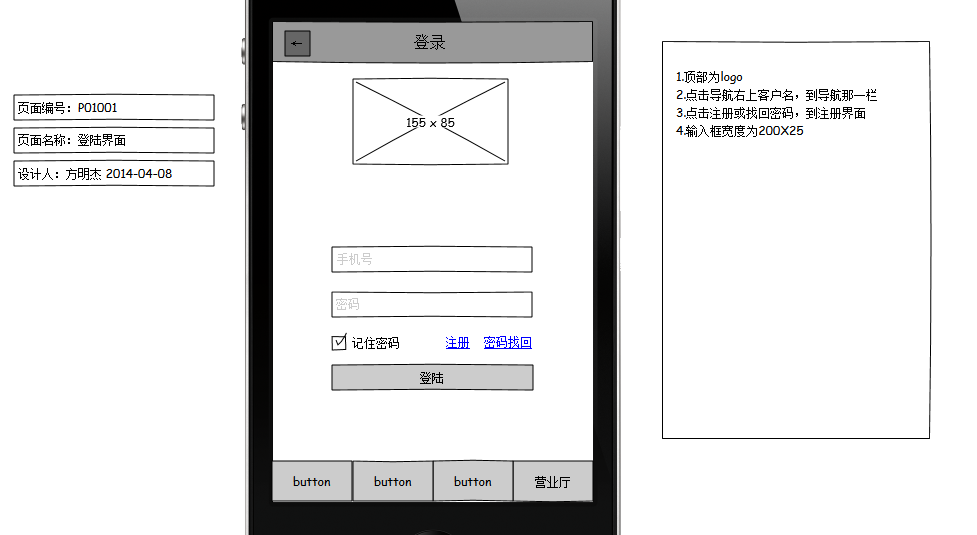 页面编号：P01001
页面名称：登陆界面
设计人：方明杰 2014-04-08
←
登录
155 x 85
手机号
密码
记住密码
注册
密码找回
登陆
button
button
button
营业厅
1.顶部为logo
2.点击导航右上客户名，到导航那一栏
3.点击注册或找回密码，到注册界面
4.输入框宽度为200X25